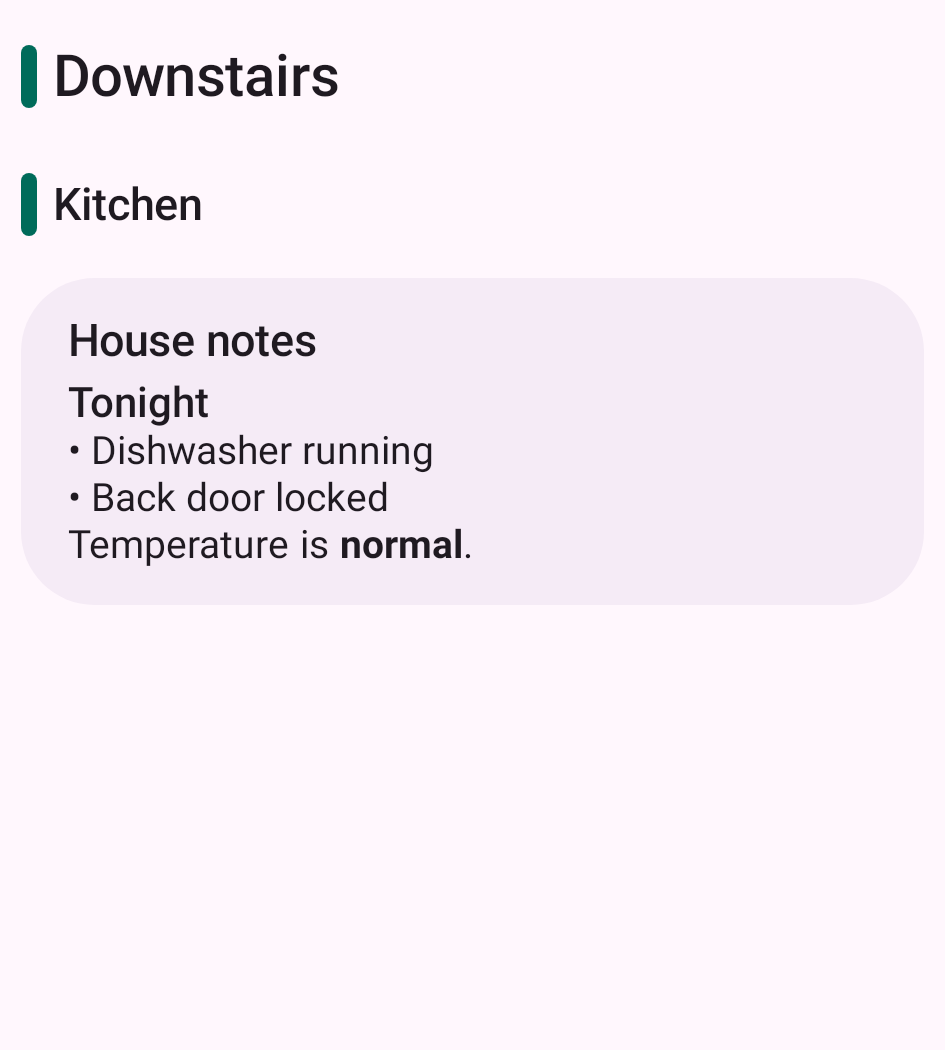 Downstairs
Kitchen
House notes
Tonight
• Dishwasher running
• Back door locked
Temperature is normal.